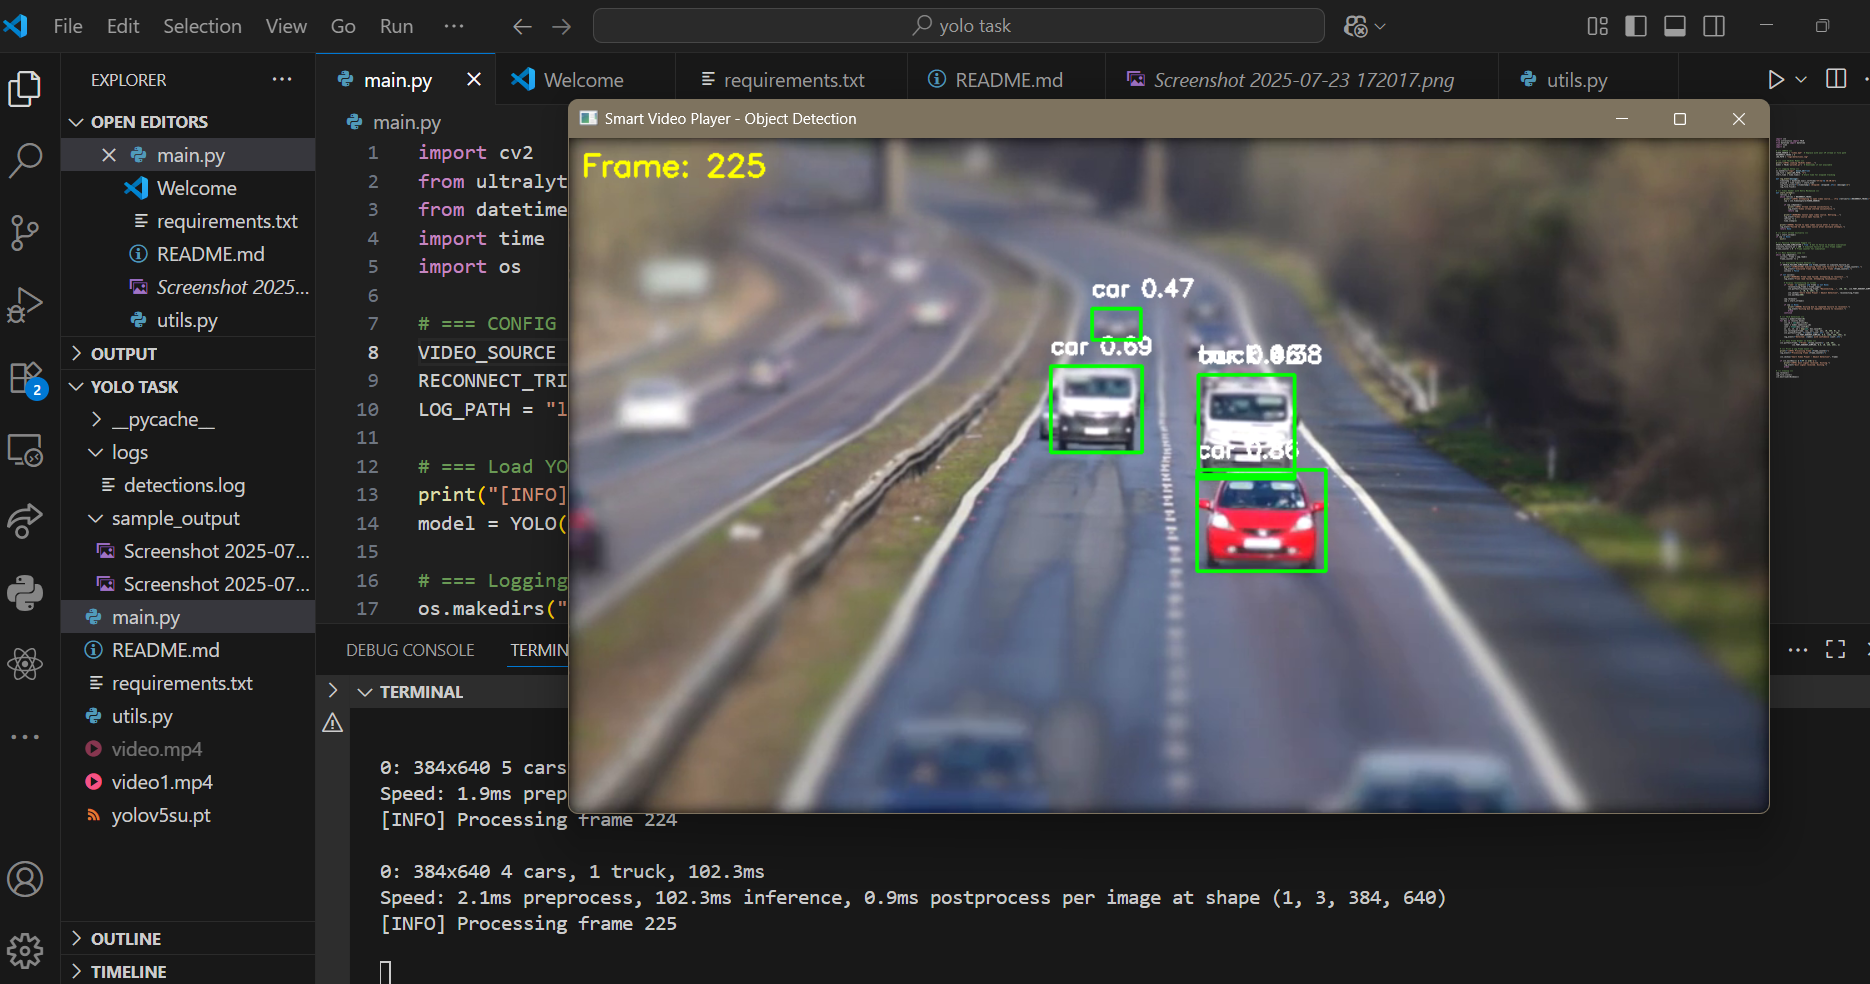 File Edit Selection View Go Run ···
yolo task
EXPLORER ···
OPEN EDITORS
main.py
Welcome
requirements.txt
README.md
Screenshot 2025...
utils.py
OUTPUT
YOLO TASK
__pycache__
logs
detections.log
sample_output
Screenshot 2025-07...
Screenshot 2025-07...
main.py
README.md
requirements.txt
utils.py
video.mp4
video1.mp4
yolov5su.pt
OUTLINE
TIMELINE
2
main.py Welcome requirements.txt README.md Screenshot 2025-07-23 172017.png utils.py
main.py
1 import cv2
2 from ultralyt
3 from datetime
4 import time
5 import os
6
7 # === CONFIG
8 VIDEO_SOURCE
9 RECONNECT_TRI
10 LOG_PATH = "l
11
12 # === Load YO
13 print("[INFO]
14 model = YOLO(
15
16 # === Logging
17 os.makedirs("
Smart Video Player - Object Detection
Frame: 225
car 0.47
car 0.69
car 0.86
DEBUG CONSOLE TERMIN
TERMINAL
0: 384x640 5 cars
Speed: 1.9ms prep
[INFO] Processing frame 224
0: 384x640 4 cars, 1 truck, 102.3ms
Speed: 2.1ms preprocess, 102.3ms inference, 0.9ms postprocess per image at shape (1, 3, 384, 640)
[INFO] Processing frame 225